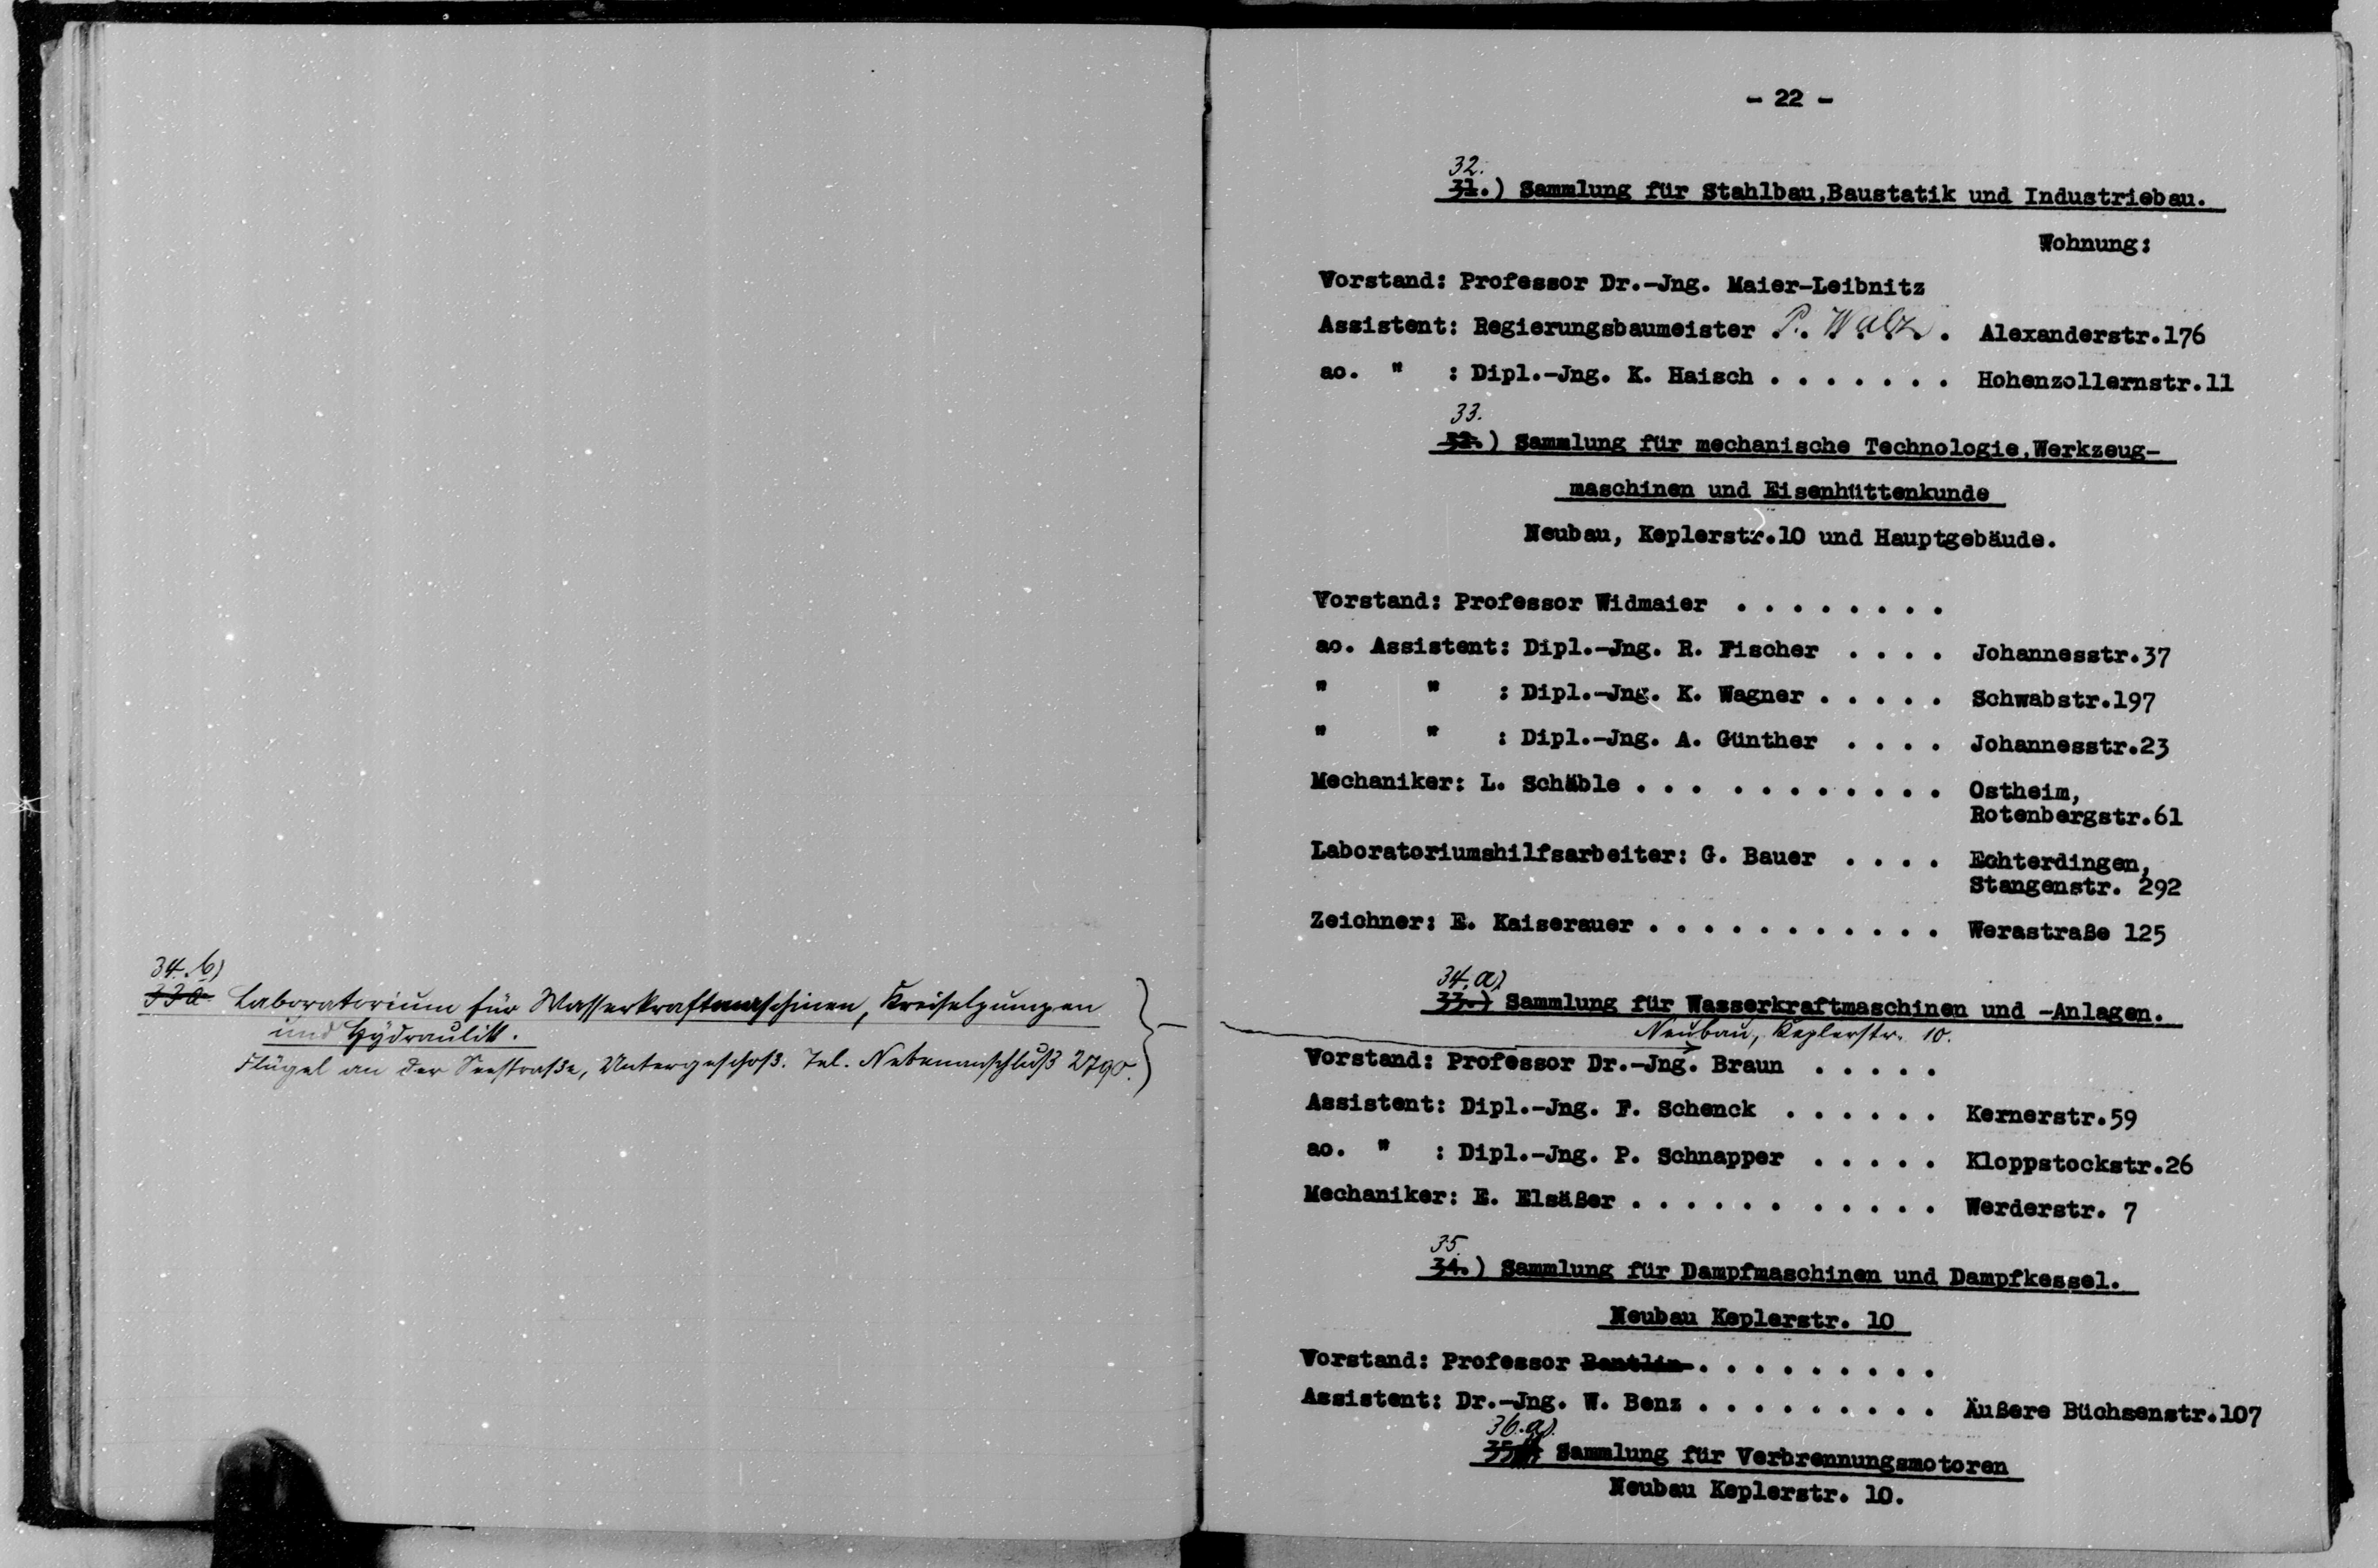 34. b)
33a. Laboratorium für Wasserkraftmaschinen, Kreiselpumpen
und Hydraulik.
Flügel an der Seestraße, Untergeschoß. Tel. Nebenanschluß 2790.
- 22 -
32.
31.) Sammlung für Stahlbau,Baustatik und Industriebau.
Wohnung:
Vorstand: Professor Dr.-Jng. Maier-Leibnitz
Assistent: Regierungsbaumeister P. Walz . Alexanderstr.176
ao. " : Dipl.-Jng. K. Haisch . . . . . . . Hohenzollernstr.11
33.
32.) Sammlung für mechanische Technologie,Werkzeug-
maschinen und Eisenhüttenkunde
Neubau, Keplerstr.10 und Hauptgebäude.
Vorstand: Professor Widmaier . . . . . . . .
ao. Assistent: Dipl.-Jng. R. Fischer . . . . Johannesstr.37
" " : Dipl.-Jng. K. Wagner . . . . . Schwabstr.197
" " : Dipl.-Jng. A. Günther . . . . Johannesstr.23
Mechaniker: L. Schäble . . . . . . . . . . . Ostheim,
Rotenbergstr.61
Laboratoriumshilfsarbeiter: G. Bauer . . . . Echterdingen,
Stangenstr. 292
Zeichner: E. Kaiserauer . . . . . . . . . . . Werastraße 125
34. a)
33.) Sammlung für Wasserkraftmaschinen und -Anlagen.
Neubau, Keplerstr. 10.
Vorstand: Professor Dr.-Jng. Braun . . . . .
Assistent: Dipl.-Jng. F. Schenck . . . . . . Kernerstr.59
ao. " : Dipl.-Jng. P. Schnapper . . . . . Kloppstockstr.26
Mechaniker: E. Elsäßer . . . . . . . . . . . Werderstr. 7
35.
34.) Sammlung für Dampfmaschinen und Dampfkessel.
Neubau Keplerstr. 10
Vorstand: Professor Bantlin . . . . . . . . .
Assistent: Dr.-Jng. W. Benz . . . . . . . . . Äußere Büchsenstr.107
36. a).
35 Sammlung für Verbrennungsmotoren
Neubau Keplerstr. 10.